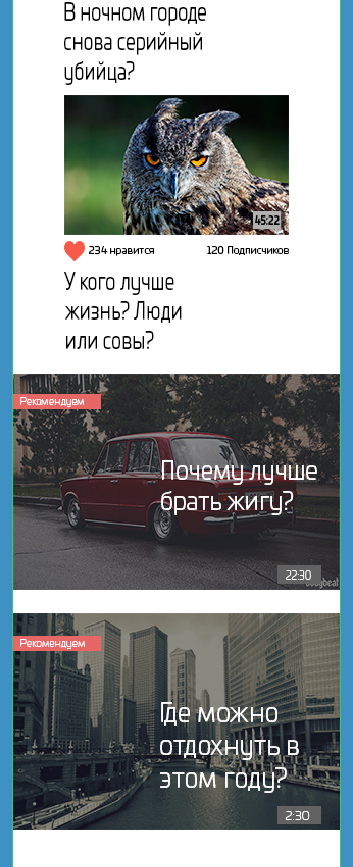 В ночном городе
снова серийный
убийца?
45:22
234 нравится 120 Подписчиков
У кого лучше
жизнь? Люди
или совы?
Рекомендуем
Почему лучше
брать жигу?
22:30
Рекомендуем
Где можно
отдохнуть в
этом году?
2:30